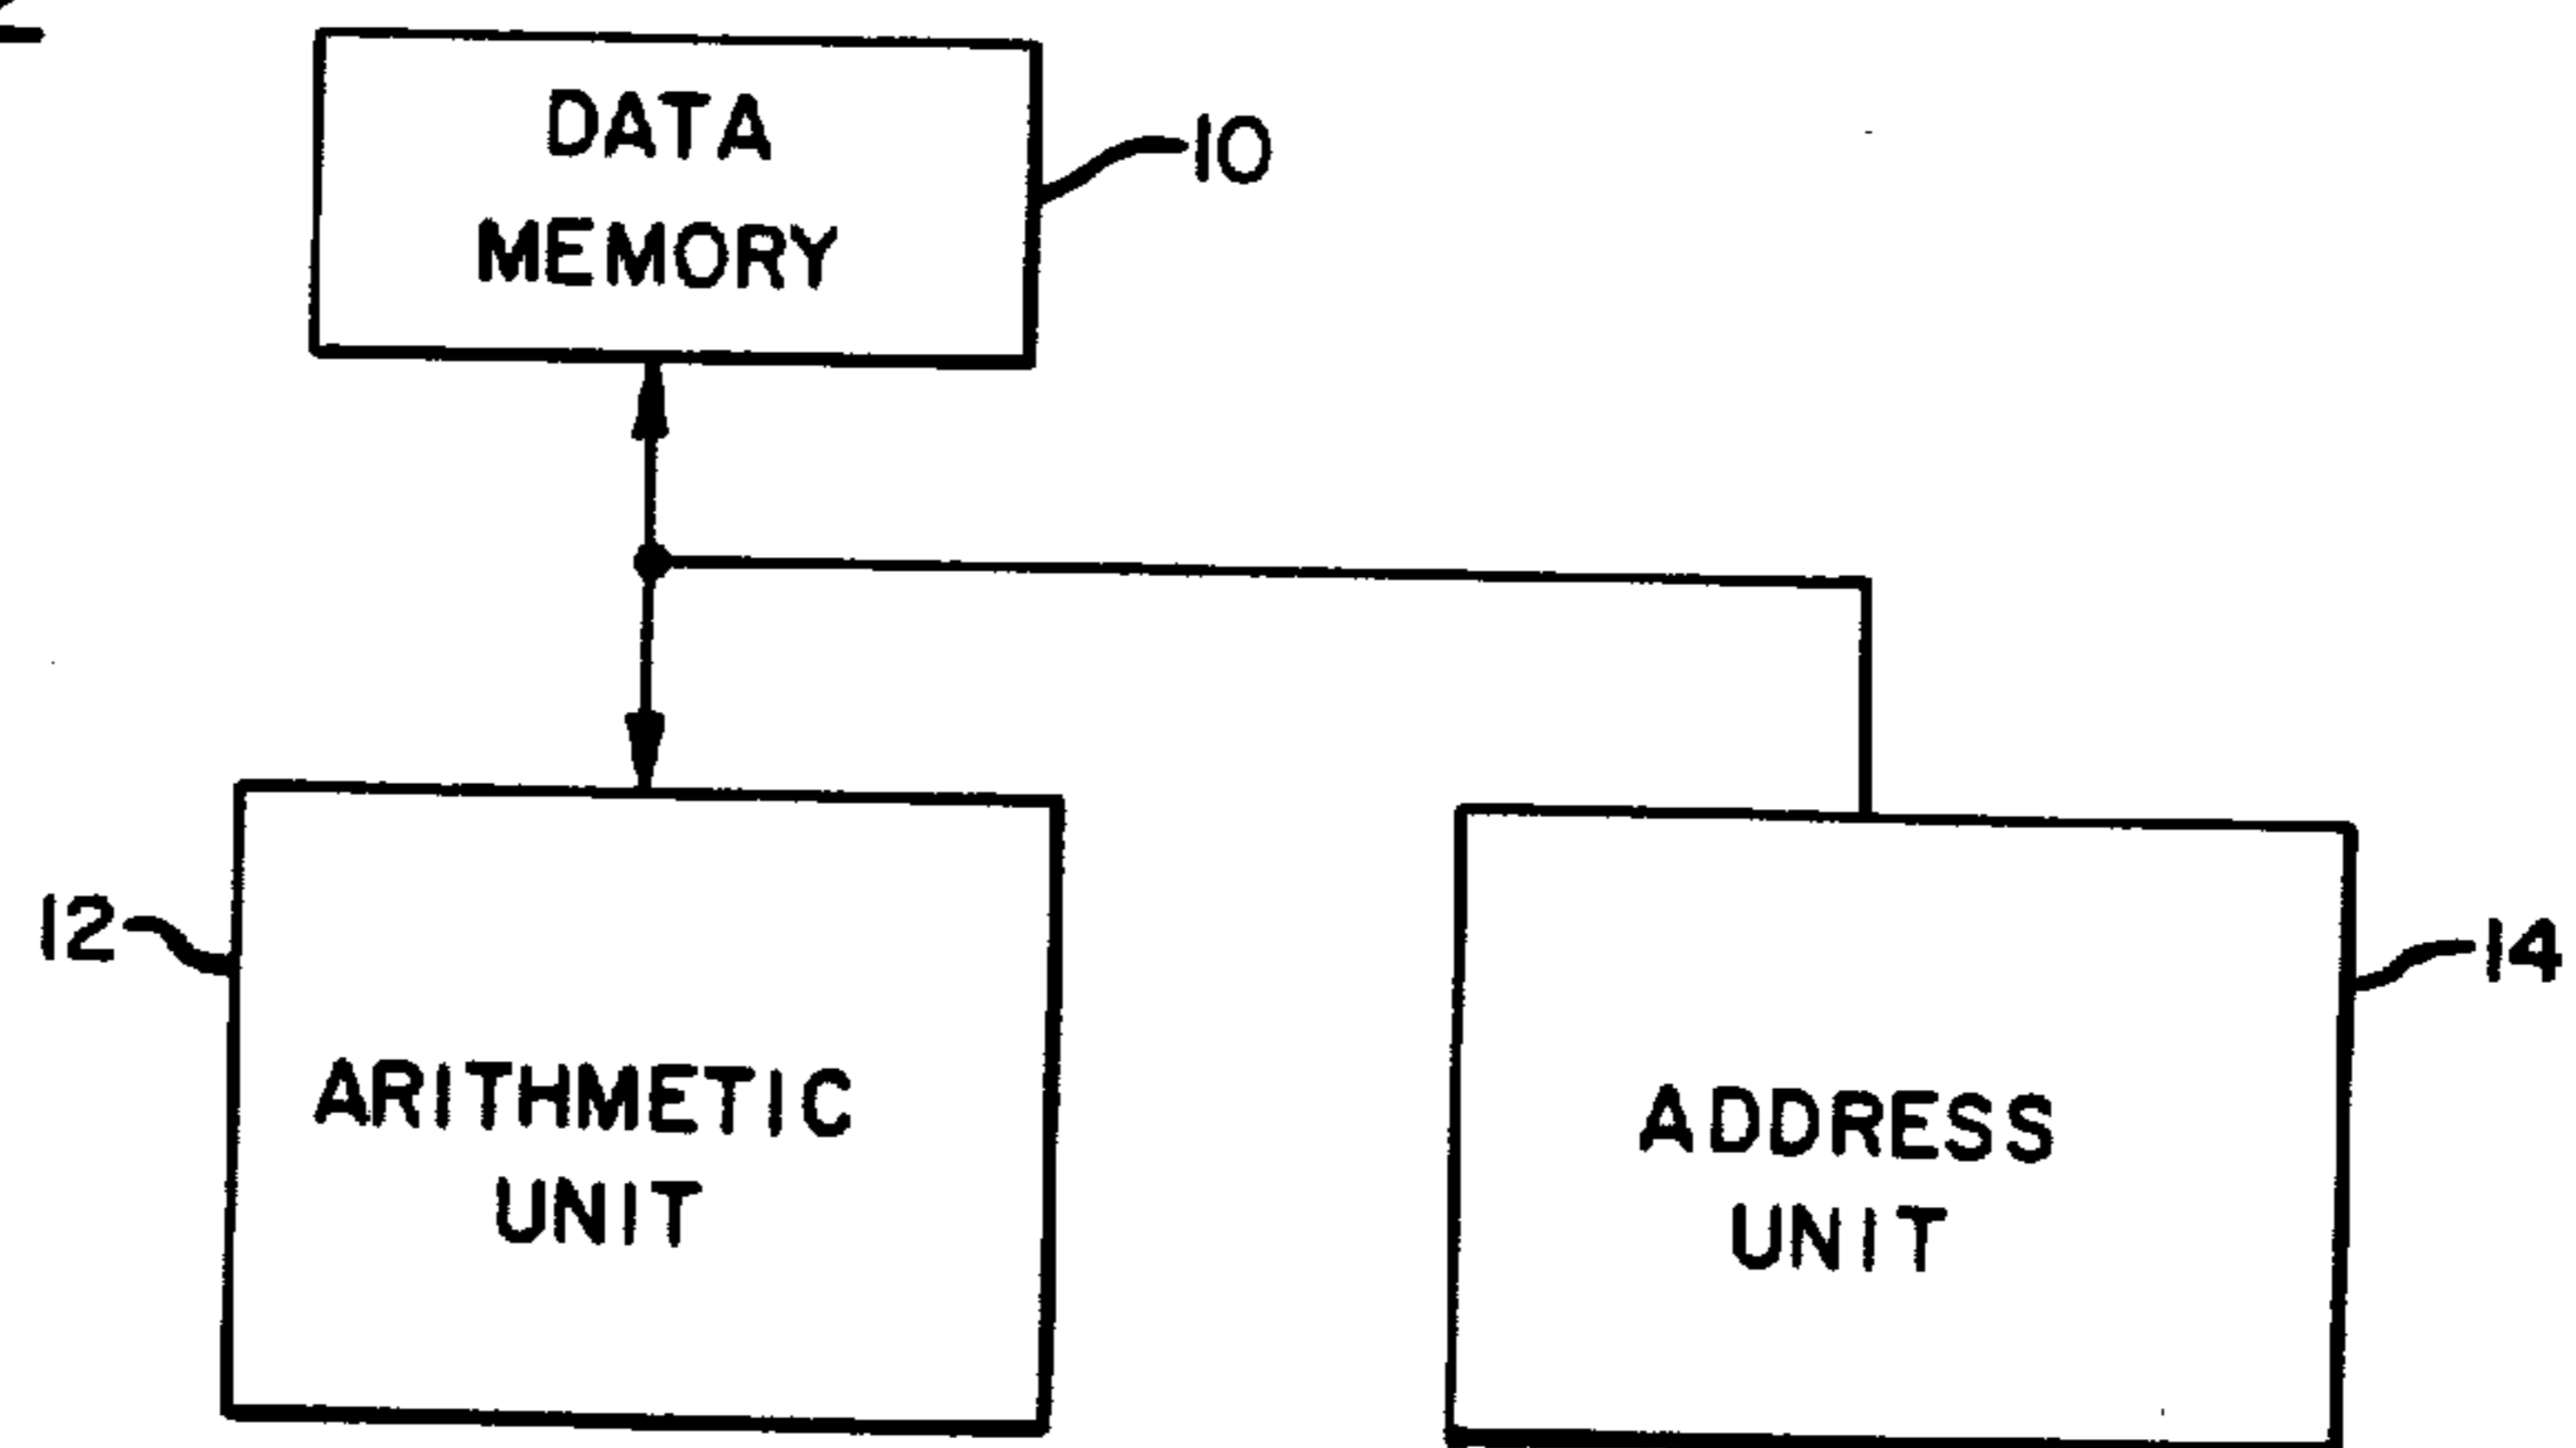 DATA
MEMORY
10
12
14
ARITHMETIC
UNIT
ADDRESS
UNIT